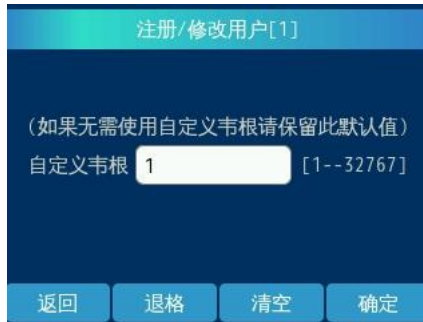 注册/修改用户[1]
(如果无需使用自定义韦根请保留此默认值)
自定义韦根 1 [1--32767]
返回 退格 清空 确定